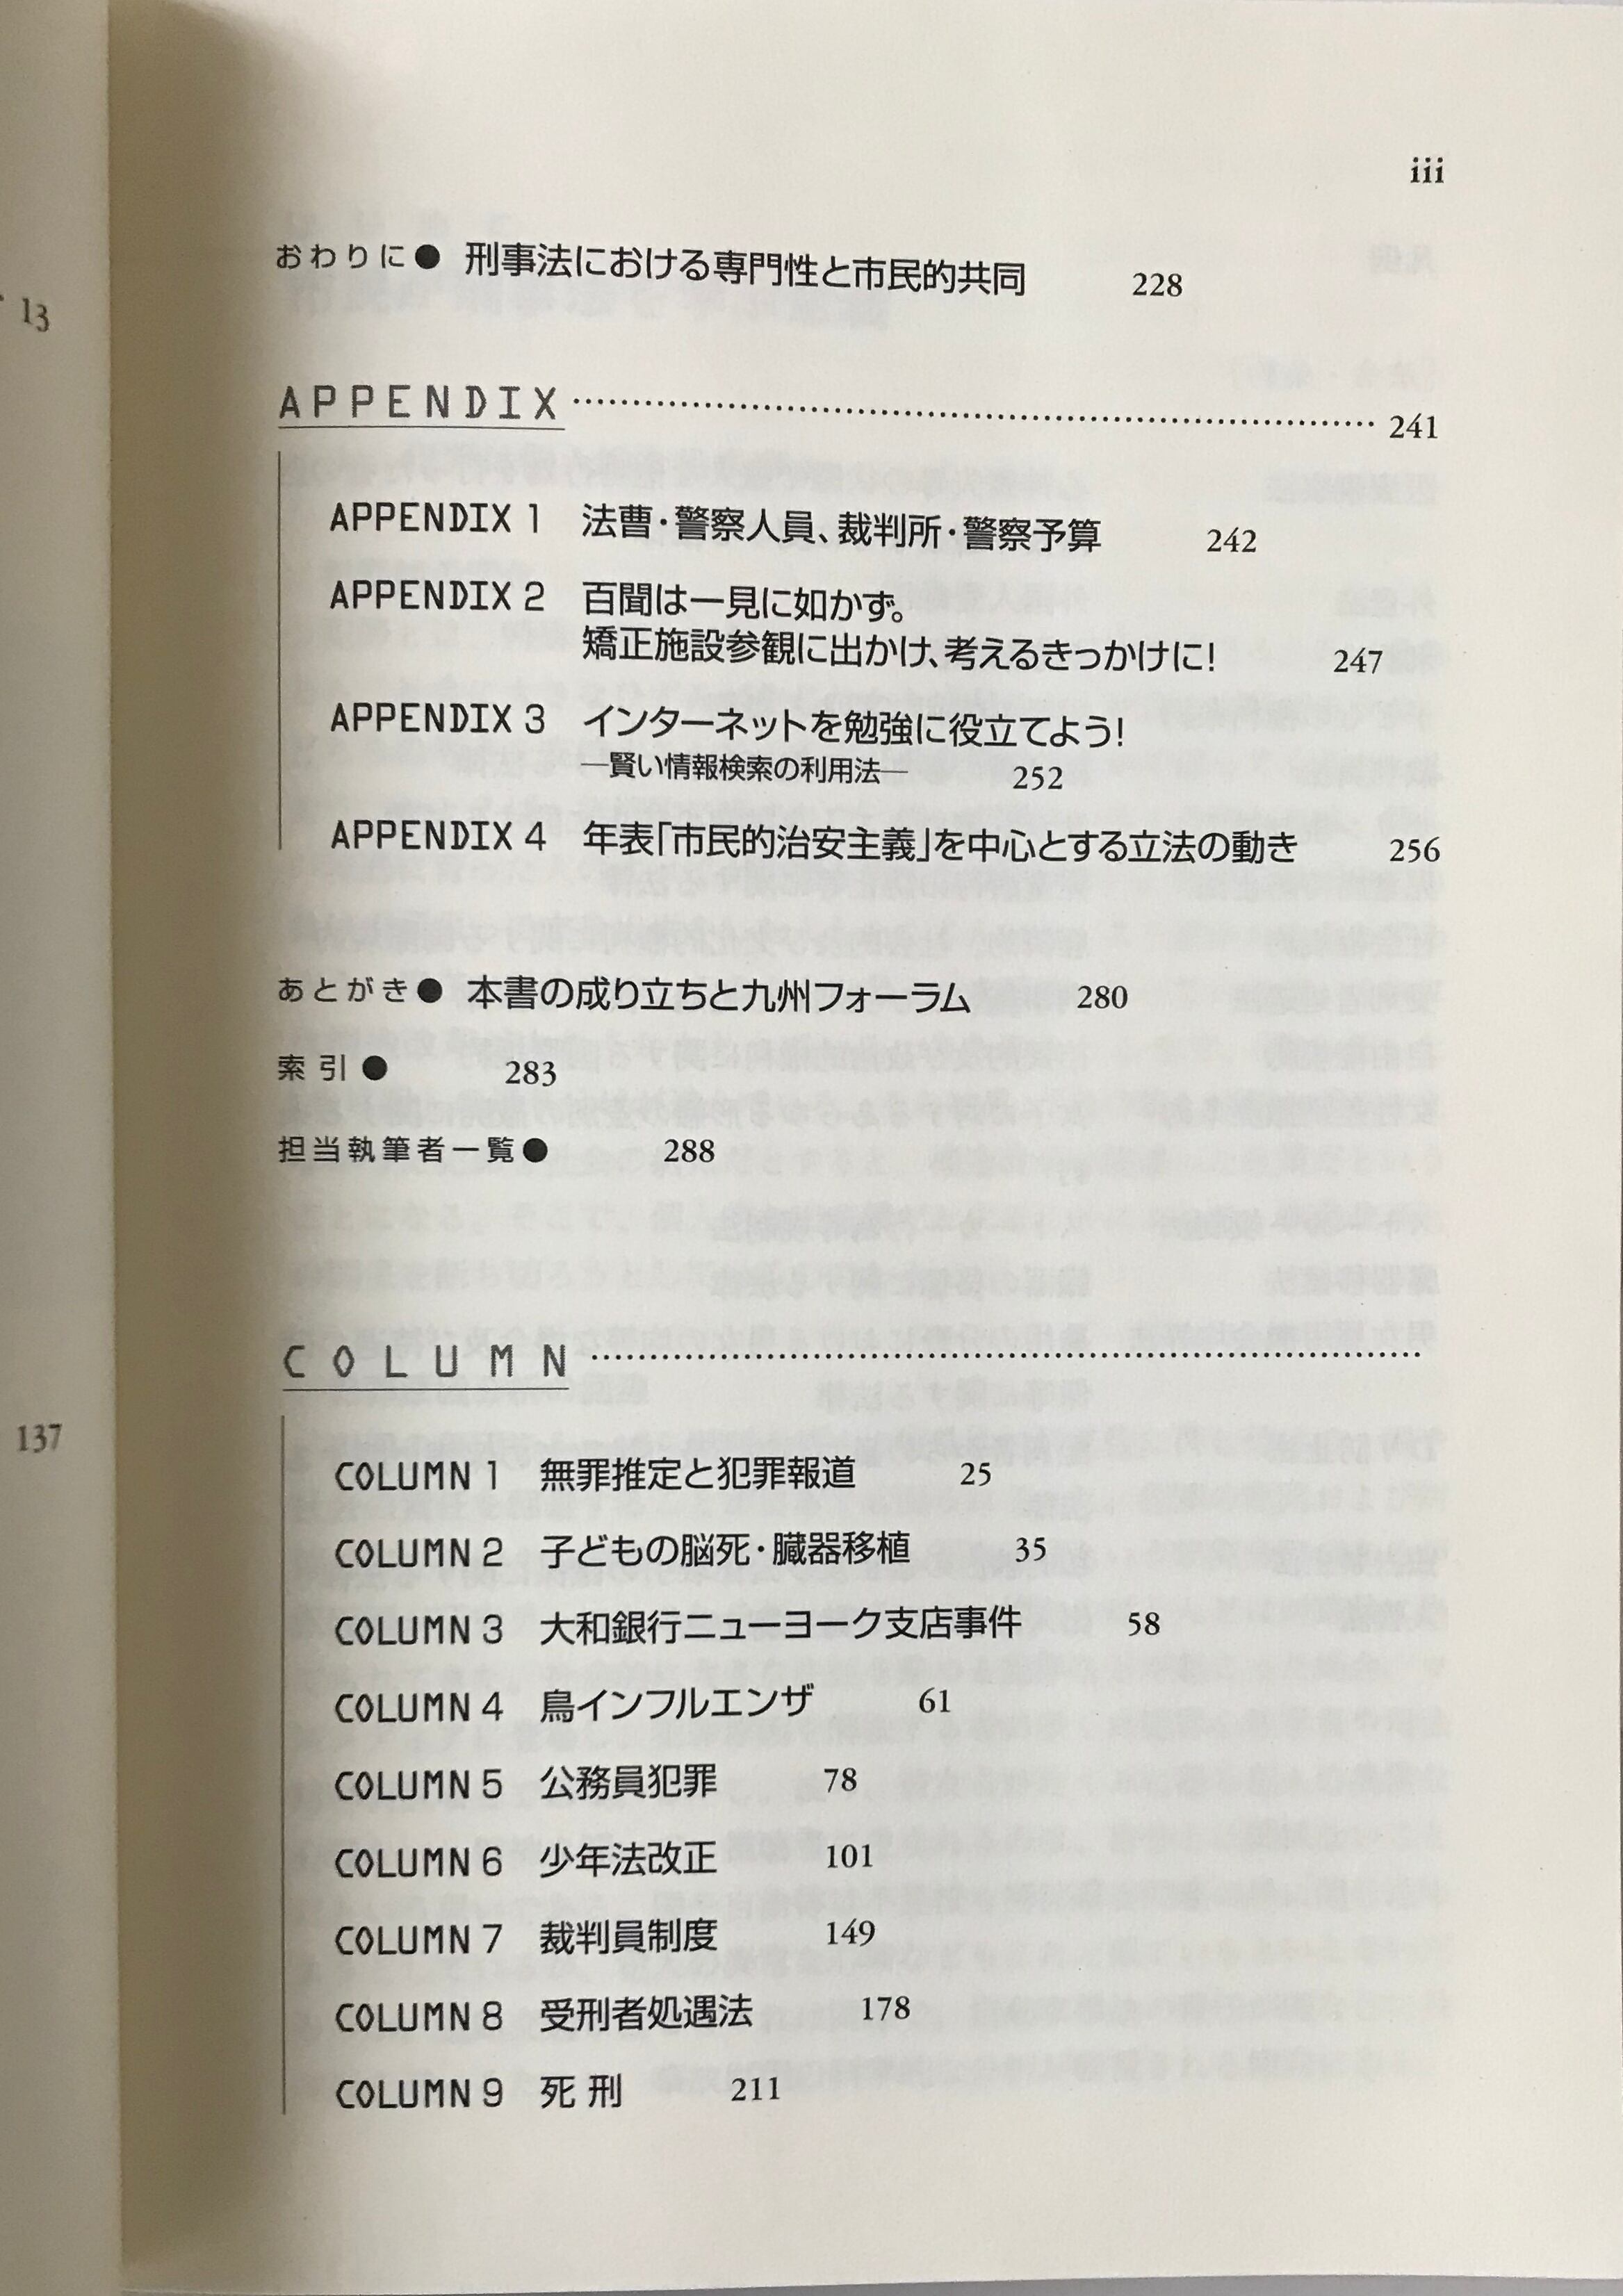 13
137
iii
おわりに● 刑事法における専門性と市民的共同 228
APPENDIX 241
APPENDIX 1 法曹・警察人員、裁判所・警察予算 242
APPENDIX 2 百聞は一見に如かず。
矯正施設参観に出かけ、考えるきっかけに! 247
APPENDIX 3 インターネットを勉強に役立てよう!
―賢い情報検索の利用法― 252
APPENDIX 4 年表「市民的治安主義」を中心とする立法の動き 256
あとがき● 本書の成り立ちと九州フォーラム 280
索引● 283
担当執筆者一覧● 288
COLUMN
COLUMN 1 無罪推定と犯罪報道 25
COLUMN 2 子どもの脳死・臓器移植 35
COLUMN 3 大和銀行ニューヨーク支店事件 58
COLUMN 4 鳥インフルエンザ 61
COLUMN 5 公務員犯罪 78
COLUMN 6 少年法改正 101
COLUMN 7 裁判員制度 149
COLUMN 8 受刑者処遇法 178
COLUMN 9 死刑 211